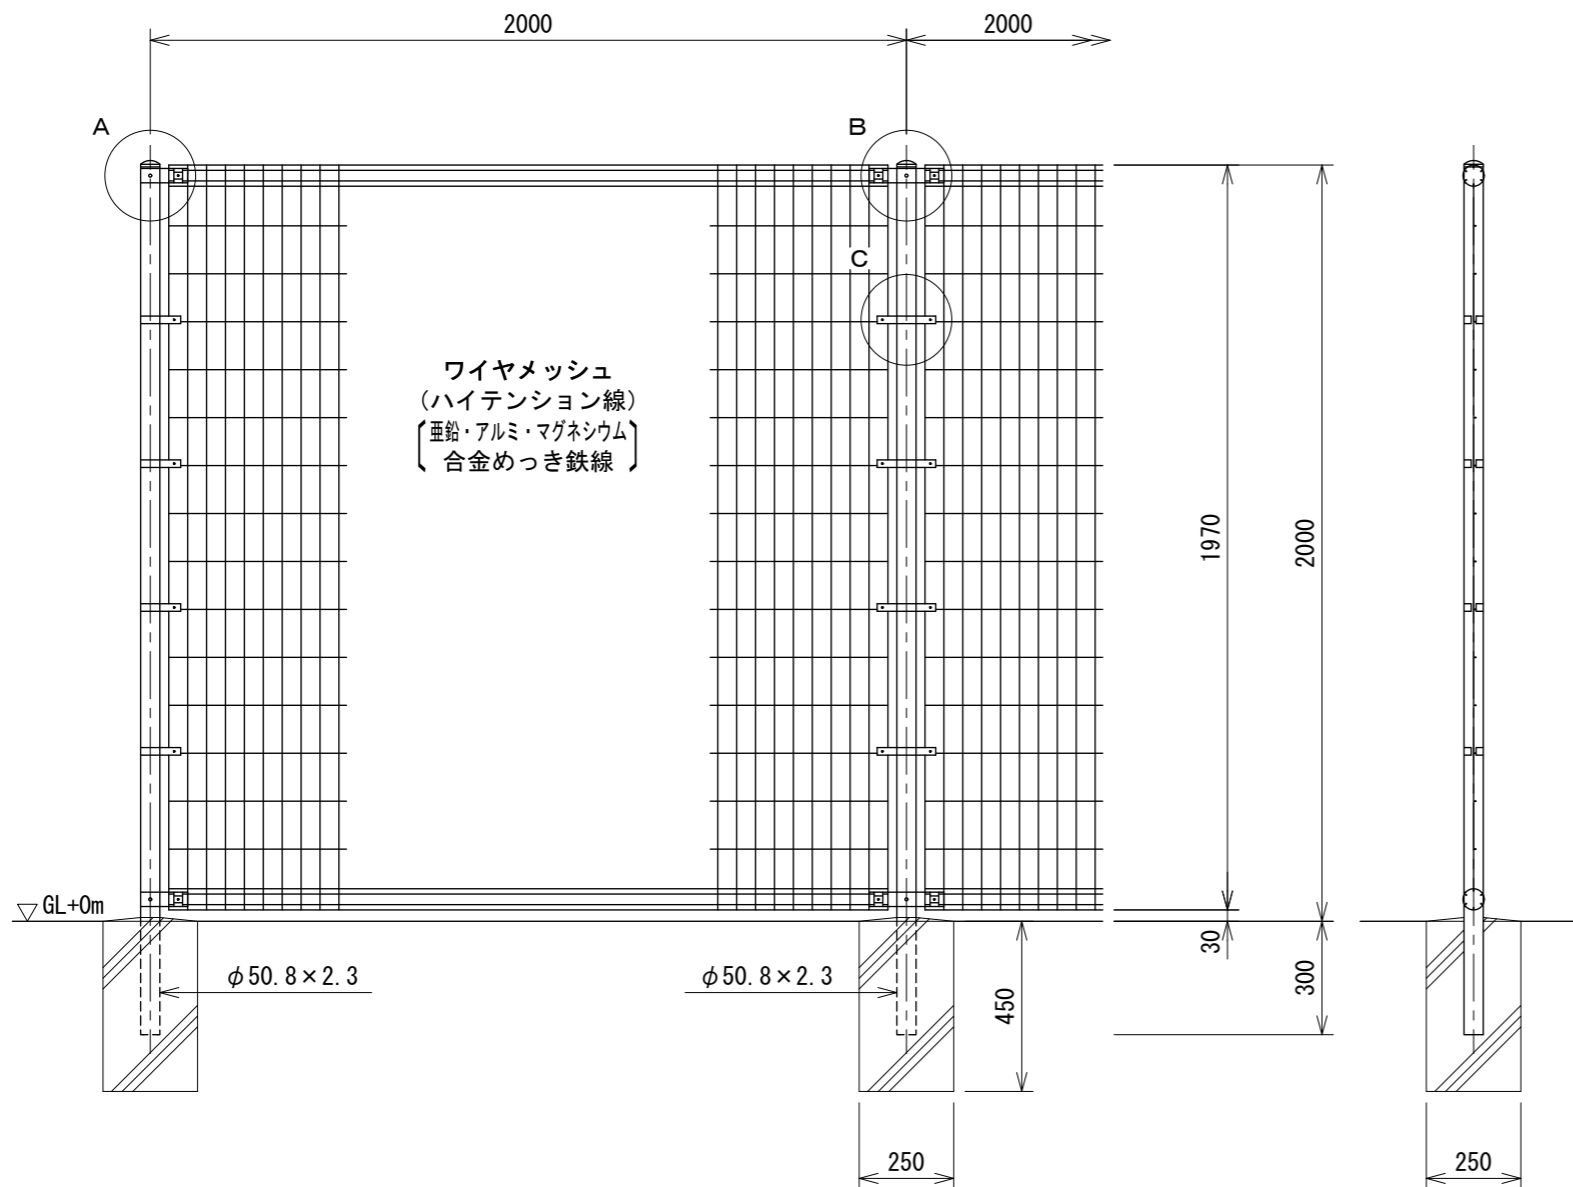 2000
2000
A
B
C
ワイヤメッシュ
(ハイテンション線)
〔亜鉛・アルミ・マグネシウム
合金めっき鉄線〕
1970
2000
GL+0m
30
φ50.8×2.3
φ50.8×2.3
450
300
250
250